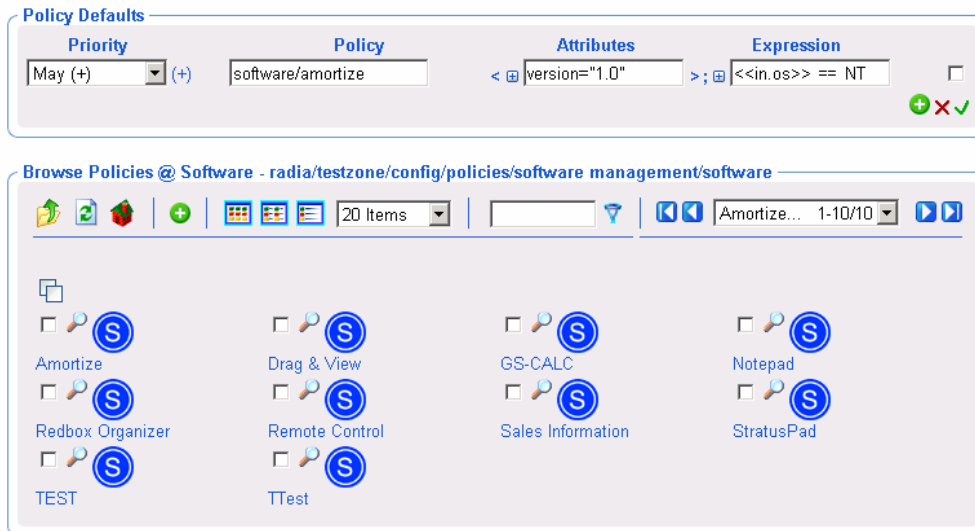 Policy Defaults
Priority Policy Attributes Expression
May (+) (+) software/amortize < version="1.0" >; <<in.os>> == NT
Browse Policies @ Software - radia/testzone/config/policies/software management/software
20 Items Amortize... 1-10/10
S S S S
Amortize Drag & View GS-CALC Notepad
S S S S
Redbox Organizer Remote Control Sales Information StratusPad
S S
TEST TTest